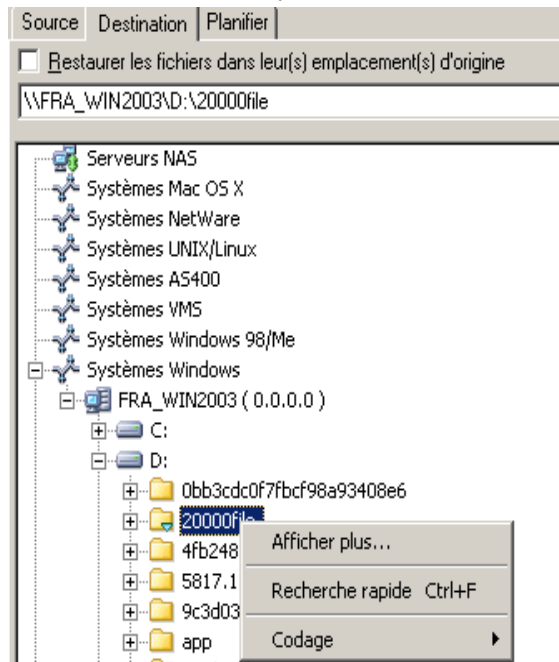 Source Destination Planifier
Restaurer les fichiers dans leur(s) emplacement(s) d'origine
\\FRA_WIN2003\D:\20000file
Serveurs NAS
Systèmes Mac OS X
Systèmes NetWare
Systèmes UNIX/Linux
Systèmes AS400
Systèmes VMS
Systèmes Windows 98/Me
Systèmes Windows
FRA_WIN2003 ( 0.0.0.0 )
C:
D:
0bb3cdc0f7fbcf98a93408e6
20000file
4fb248
Afficher plus...
5817.1
Recherche rapide Ctrl+F
9c3d03
app
Codage